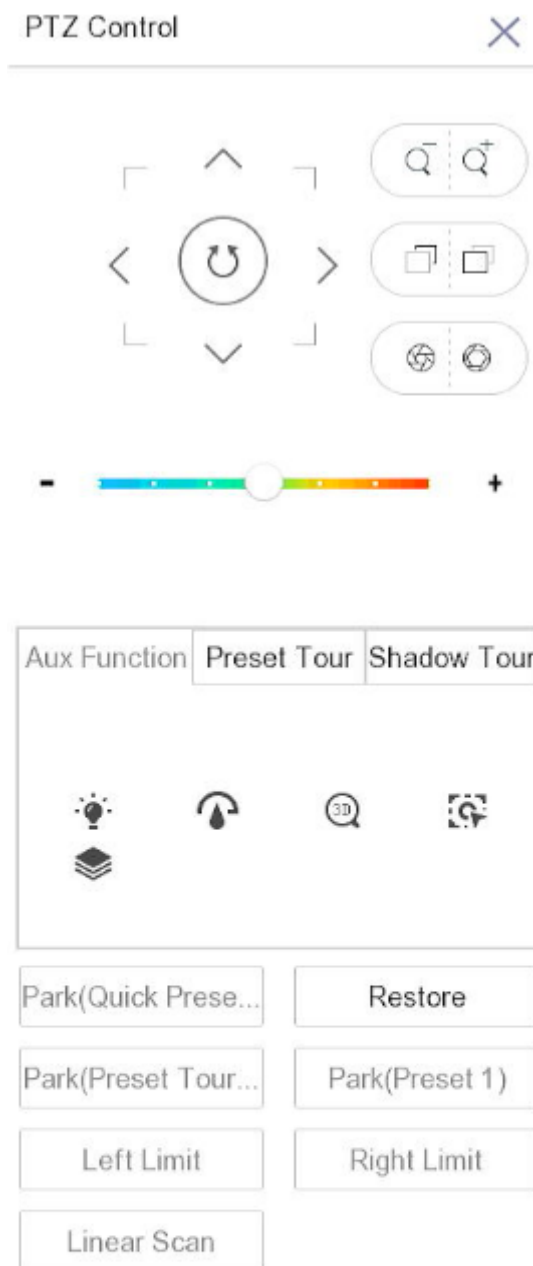 PTZ Control
- +
Aux Function Preset Tour Shadow Tour
3D
Park(Quick Prese... Restore
Park(Preset Tour... Park(Preset 1)
Left Limit Right Limit
Linear Scan